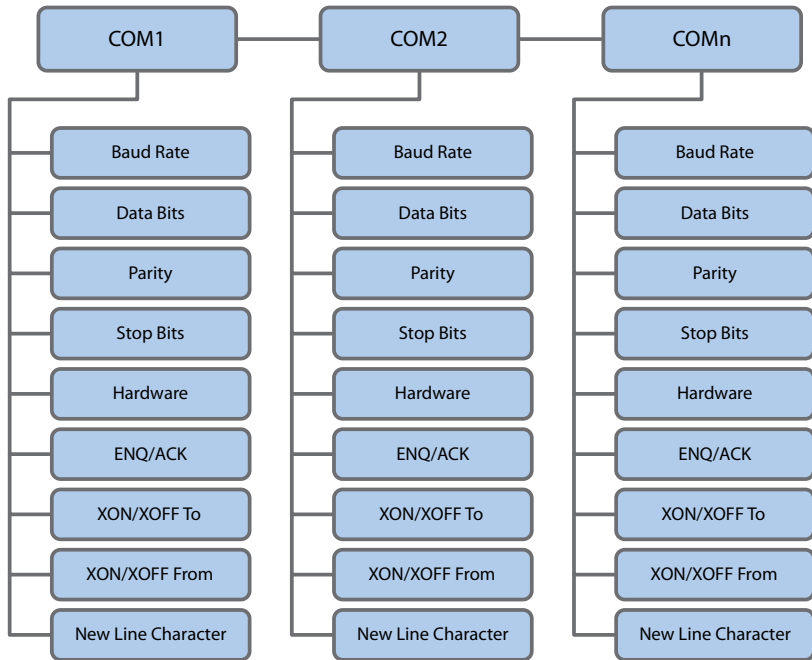 COM1
COM2
COMn
Baud Rate
Baud Rate
Baud Rate
Data Bits
Data Bits
Data Bits
Parity
Parity
Parity
Stop Bits
Stop Bits
Stop Bits
Hardware
Hardware
Hardware
ENQ/ACK
ENQ/ACK
ENQ/ACK
XON/XOFF To
XON/XOFF To
XON/XOFF To
XON/XOFF From
XON/XOFF From
XON/XOFF From
New Line Character
New Line Character
New Line Character